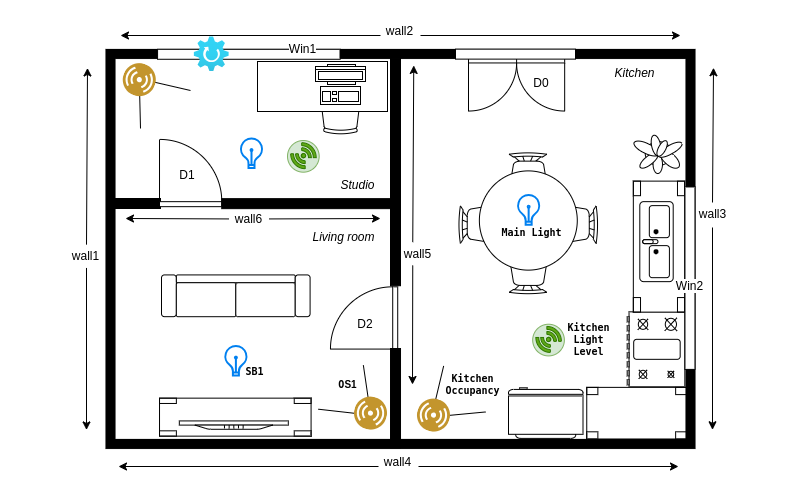 wall2
Win1
Kitchen
D0
D1
Studio
wall6
Living room
wall1
wall5
Main Light
wall3
Win2
D2
Kitchen
Light
Level
SB1
OS1
Kitchen
Occupancy
wall4